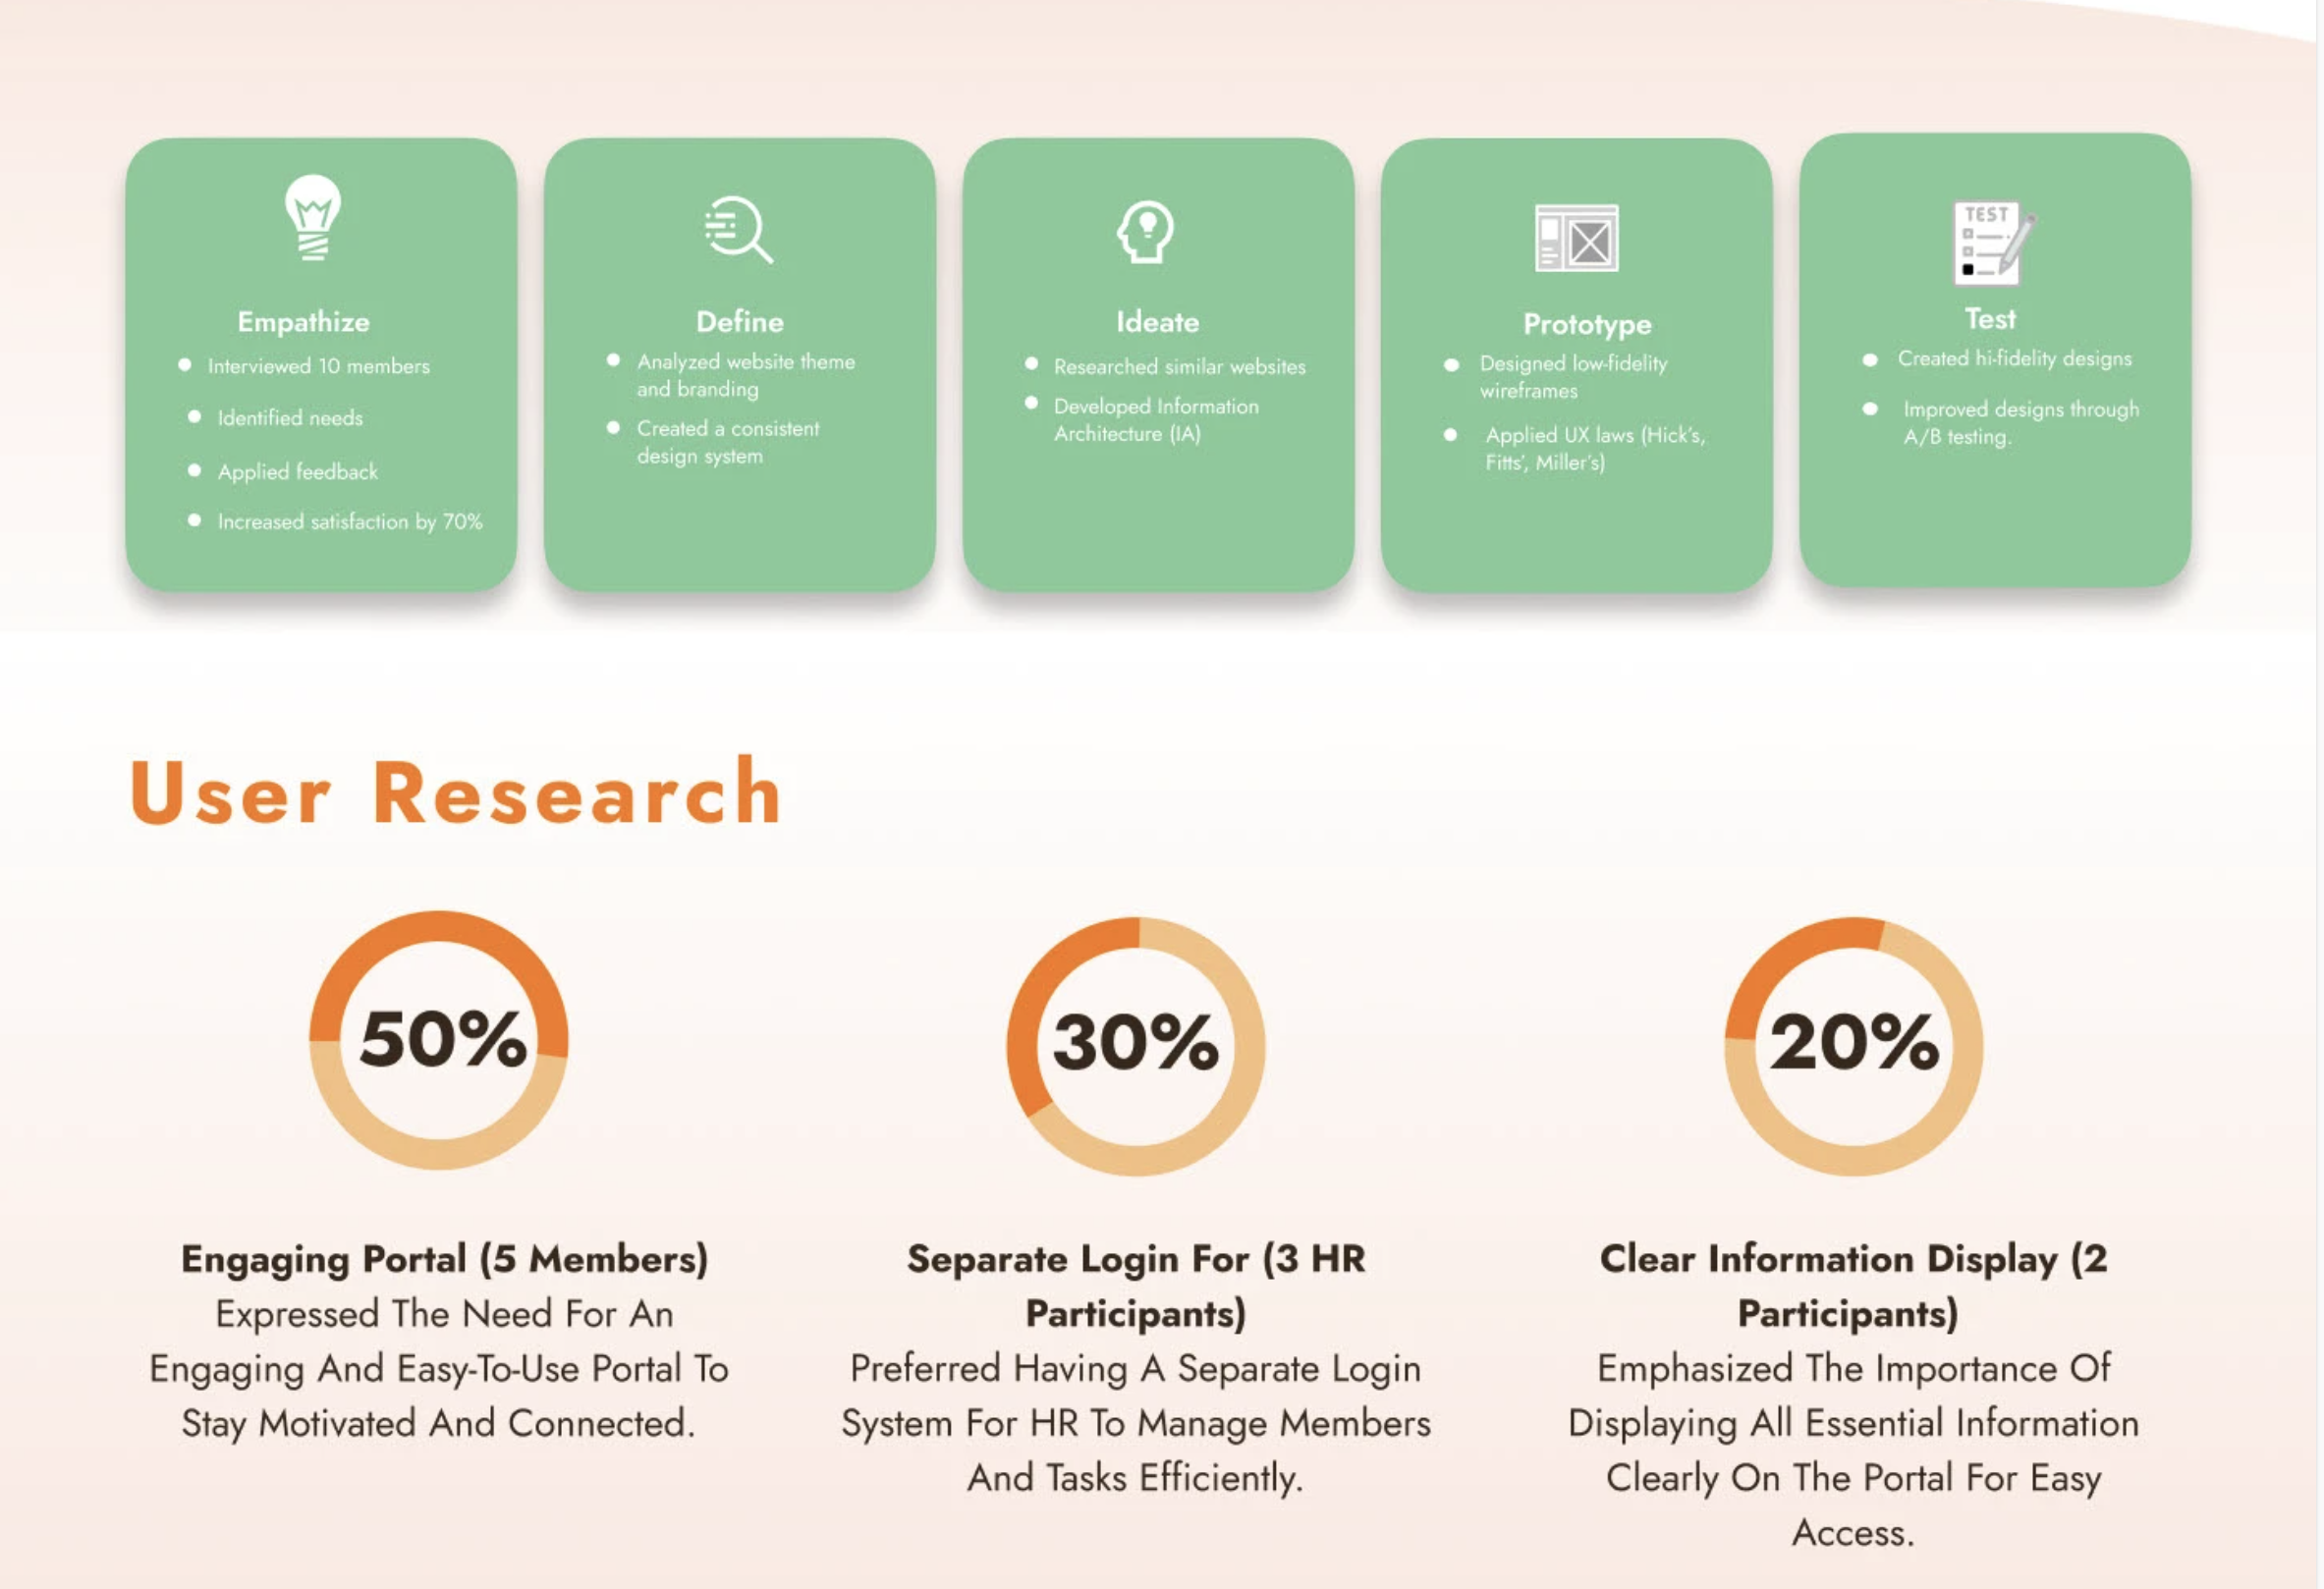 Empathize
Interviewed 10 members
Identified needs
Applied feedback
Increased satisfaction by 70%
Define
Analyzed website theme
and branding
Created a consistent
design system
Ideate
Researched similar websites
Developed Information
Architecture (IA)
Prototype
Designed low-fidelity
wireframes
Applied UX laws (Hick's,
Fitts', Miller's)
TEST
Test
Created hi-fidelity designs
Improved designs through
A/B testing.
User Research
50%
Engaging Portal (5 Members)
Expressed The Need For An
Engaging And Easy-To-Use Portal To
Stay Motivated And Connected.
30%
Separate Login For (3 HR
Participants)
Preferred Having A Separate Login
System For HR To Manage Members
And Tasks Efficiently.
20%
Clear Information Display (2
Participants)
Emphasized The Importance Of
Displaying All Essential Information
Clearly On The Portal For Easy
Access.